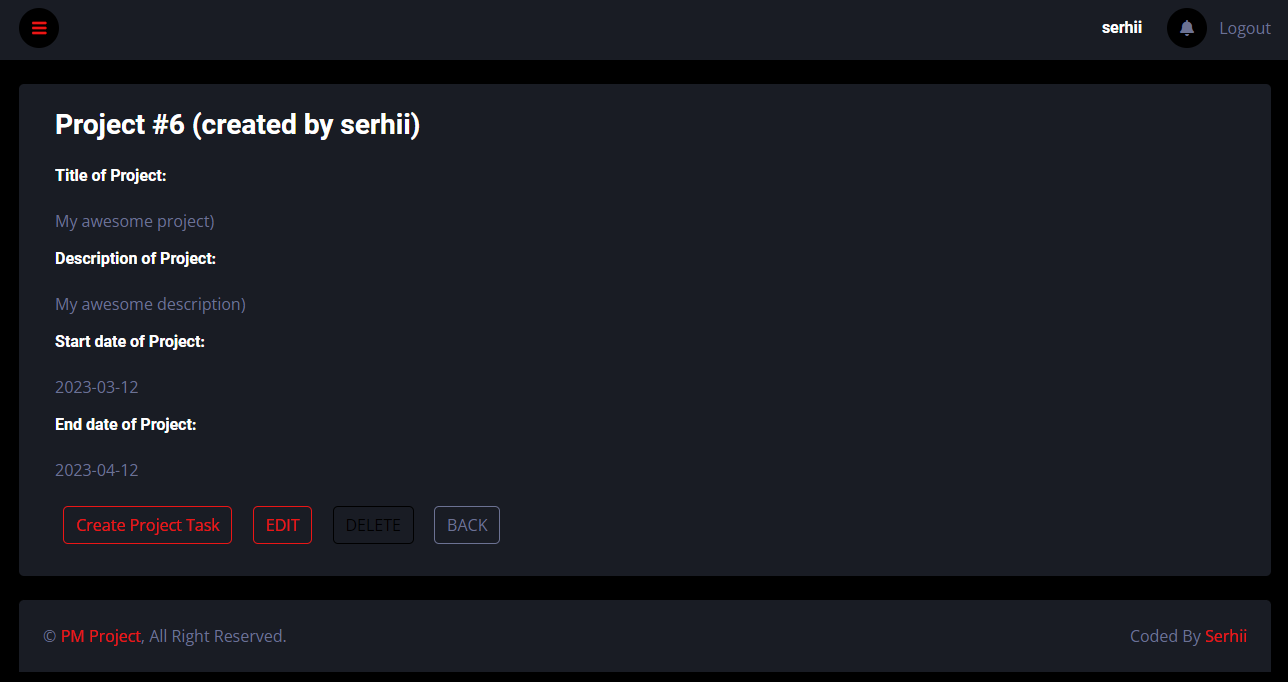 serhii Logout
Project #6 (created by serhii)
Title of Project:
My awesome project)
Description of Project:
My awesome description)
Start date of Project:
2023-03-12
End date of Project:
2023-04-12
Create Project Task EDIT DELETE BACK
© PM Project, All Right Reserved. Coded By Serhii